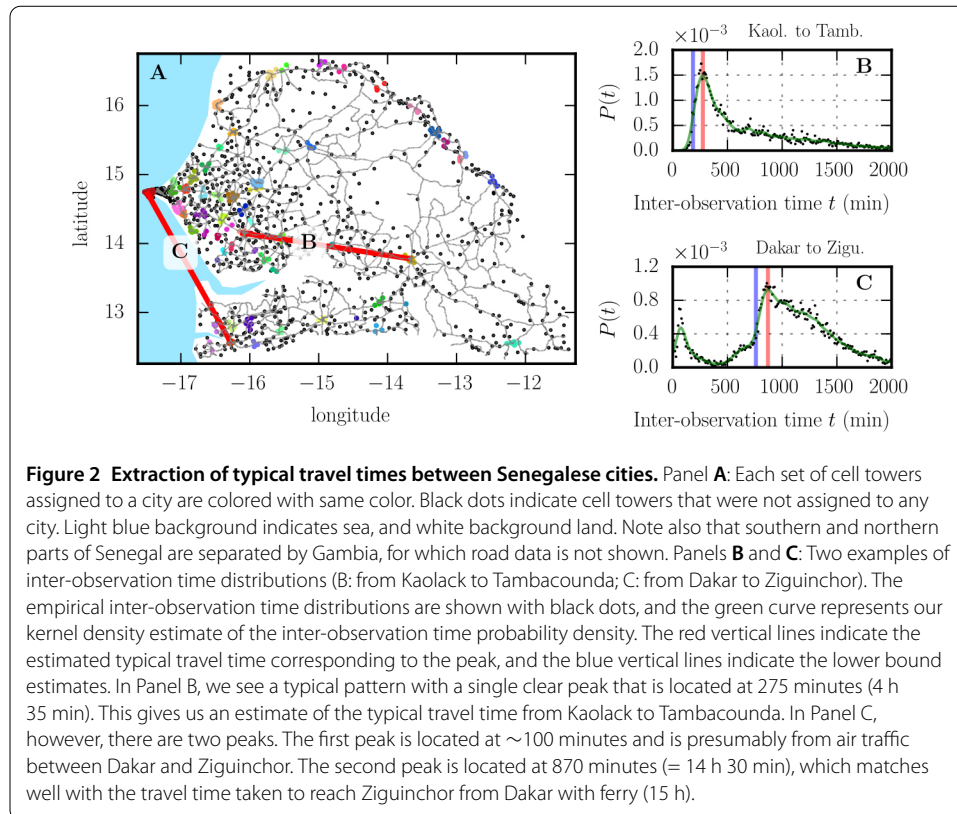 A
16
15
14
13
latitude
B
C
−17 −16 −15 −14 −13 −12
longitude
×10⁻³ Kaol. to Tamb.
B
2.0
1.5
1.0
0.5
0.0
P(t)
0 500 1000 1500 2000
Inter-observation time t (min)
×10⁻³ Dakar to Zigu.
C
1.2
0.8
0.4
0.0
P(t)
0 500 1000 1500 2000
Inter-observation time t (min)
Figure 2 Extraction of typical travel times between Senegalese cities. Panel A: Each set of cell towers
assigned to a city are colored with same color. Black dots indicate cell towers that were not assigned to any
city. Light blue background indicates sea, and white background land. Note also that southern and northern
parts of Senegal are separated by Gambia, for which road data is not shown. Panels B and C: Two examples of
inter-observation time distributions (B: from Kaolack to Tambacounda; C: from Dakar to Ziguinchor). The
empirical inter-observation time distributions are shown with black dots, and the green curve represents our
kernel density estimate of the inter-observation time probability density. The red vertical lines indicate the
estimated typical travel time corresponding to the peak, and the blue vertical lines indicate the lower bound
estimates. In Panel B, we see a typical pattern with a single clear peak that is located at 275 minutes (4 h
35 min). This gives us an estimate of the typical travel time from Kaolack to Tambacounda. In Panel C,
however, there are two peaks. The first peak is located at ∼100 minutes and is presumably from air traffic
between Dakar and Ziguinchor. The second peak is located at 870 minutes (= 14 h 30 min), which matches
well with the travel time taken to reach Ziguinchor from Dakar with ferry (15 h).